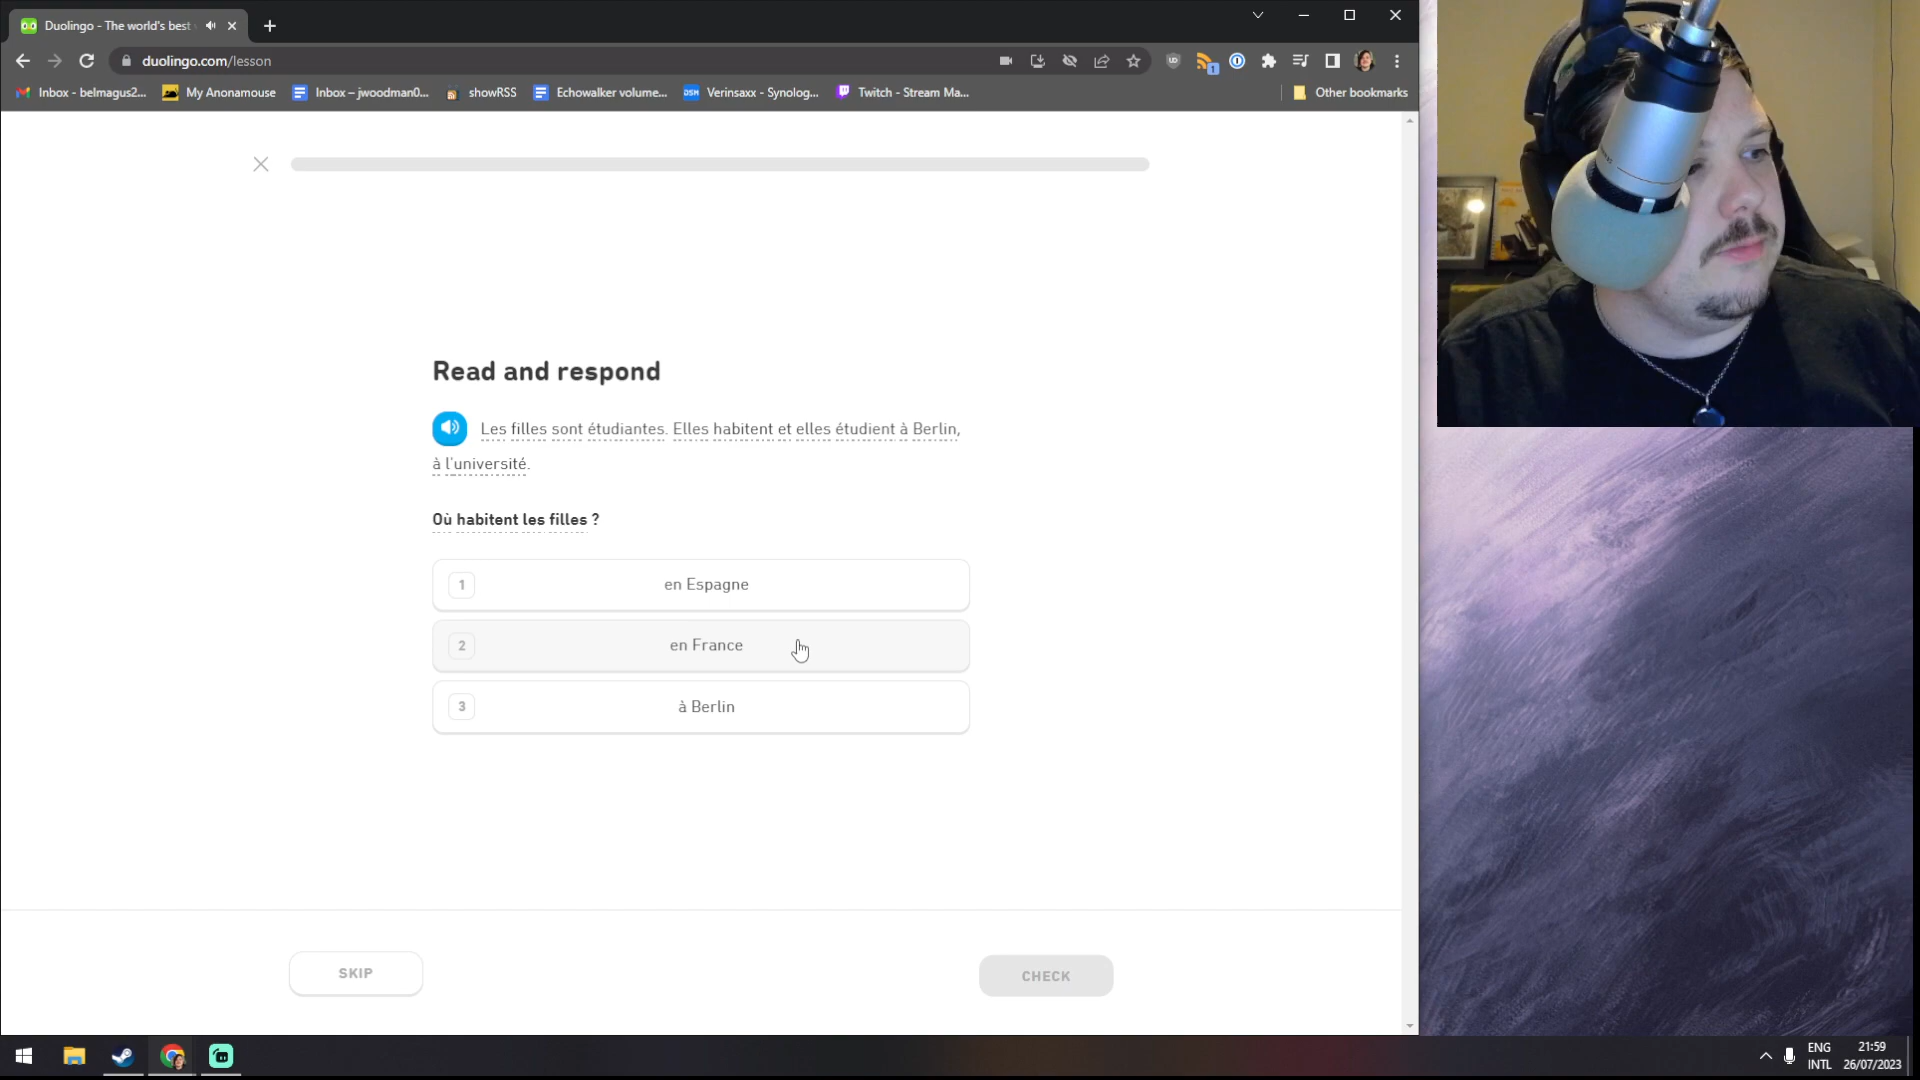 Duolingo - The world's best
duolingo.com/lesson
Inbox - belmagus2...
My Anonamouse
Inbox – jwoodman0...
showRSS
Echowalker volume...
DSM
Verinsaxx - Synolog...
Twitch - Stream Ma...
Other bookmarks
1
Read and respond
Les filles sont étudiantes. Elles habitent et elles étudient à Berlin,
à l'université.
Où habitent les filles ?
1 en Espagne
2 en France
3 à Berlin
SKIP
CHECK
ENG
INTL
21:59
26/07/2023